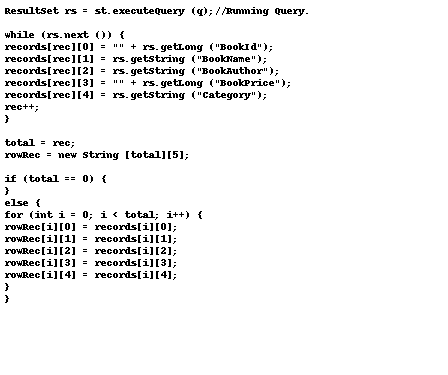 ResultSet rs = st.executeQuery (q);//Running Query.
while (rs.next ()) {
records[rec][0] = "" + rs.getLong ("BookId");
records[rec][1] = rs.getString ("BookName");
records[rec][2] = rs.getString ("BookAuthor");
records[rec][3] = "" + rs.getLong ("BookPrice");
records[rec][4] = rs.getString ("Category");
rec++;
}
total = rec;
rowRec = new String [total][5];
if (total == 0) {
}
else {
for (int i = 0; i < total; i++) {
rowRec[i][0] = records[i][0];
rowRec[i][1] = records[i][1];
rowRec[i][2] = records[i][2];
rowRec[i][3] = records[i][3];
rowRec[i][4] = records[i][4];
}
}